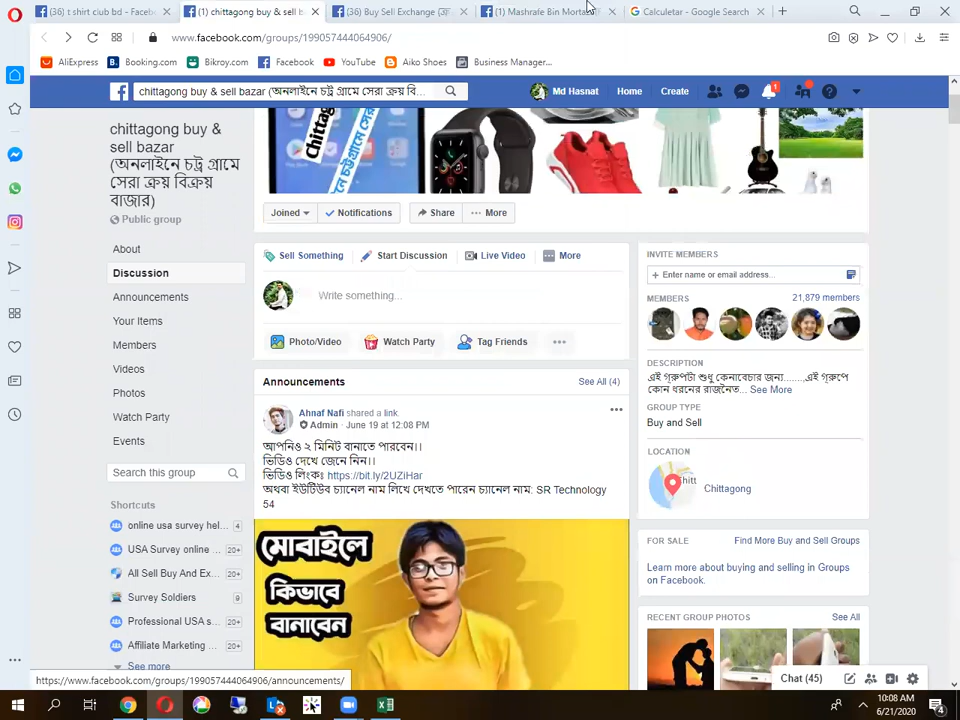 (36) t shirt club bd - Faceb
(1) chittagong buy & sell b
(36) Buy Sell Exchange
(1) Mashrafe Bin Morta
Calculetar - Google Search
www.facebook.com/groups/199057444064906/
AliExpress
Booking.com
Bikroy.com
Facebook
YouTube
Aiko Shoes
Business Manager...
chittagong buy & sell bazar (অনলাইনে চট্ট গ্রামে সেরা ক্রয় বি...
Md Hasnat
Home
Create
1
chittagong buy &
sell bazar
(অনলাইনে চট্ট গ্রামে
সেরা ক্রয় বিক্রয়
বাজার)
Public group
About
Discussion
Announcements
Your Items
Members
Videos
Photos
Watch Party
Events
Search this group
Shortcuts
online usa survey hel... 4
USA Survey online ... 20+
All Sell Buy And Ex... 20+
Survey Soldiers 9
Professional USA s... 20+
Affiliate Marketing ... 20+
See more
Joined
Notifications
Share
More
Sell Something
Start Discussion
Live Video
More
Write something...
Photo/Video
Watch Party
Tag Friends
Announcements
See All (4)
Ahnaf Nafi shared a link
Admin · June 19 at 12:08 PM
আপনিও ২ মিনিট বানাতে পারবেন।।
ভিডিও দেখে জেনে নিন।।
ভিডিও লিংকঃ https://bit.ly/2UZiHar
অথবা ইউটিউব চ্যানেল নাম লিখে দেখতে পারেন চ্যানেল নাম: SR Technology
54
মোবাইলে
কিভাবে
বানাবেন
INVITE MEMBERS
+ Enter name or email address...
MEMBERS
21,879 members
DESCRIPTION
এই গ্রুপটা শুধু কেনাবেচার জন্য......,এই গ্রুপে
কোন ধরনের রাজনৈত... See More
GROUP TYPE
Buy and Sell
LOCATION
Chittagong
FOR SALE
Find More Buy and Sell Groups
Learn more about buying and selling in Groups
on Facebook.
RECENT GROUP PHOTOS
See All
Chat (45)
https://www.facebook.com/groups/199057444064906/announcements/
10:08 AM
6/21/2020
4